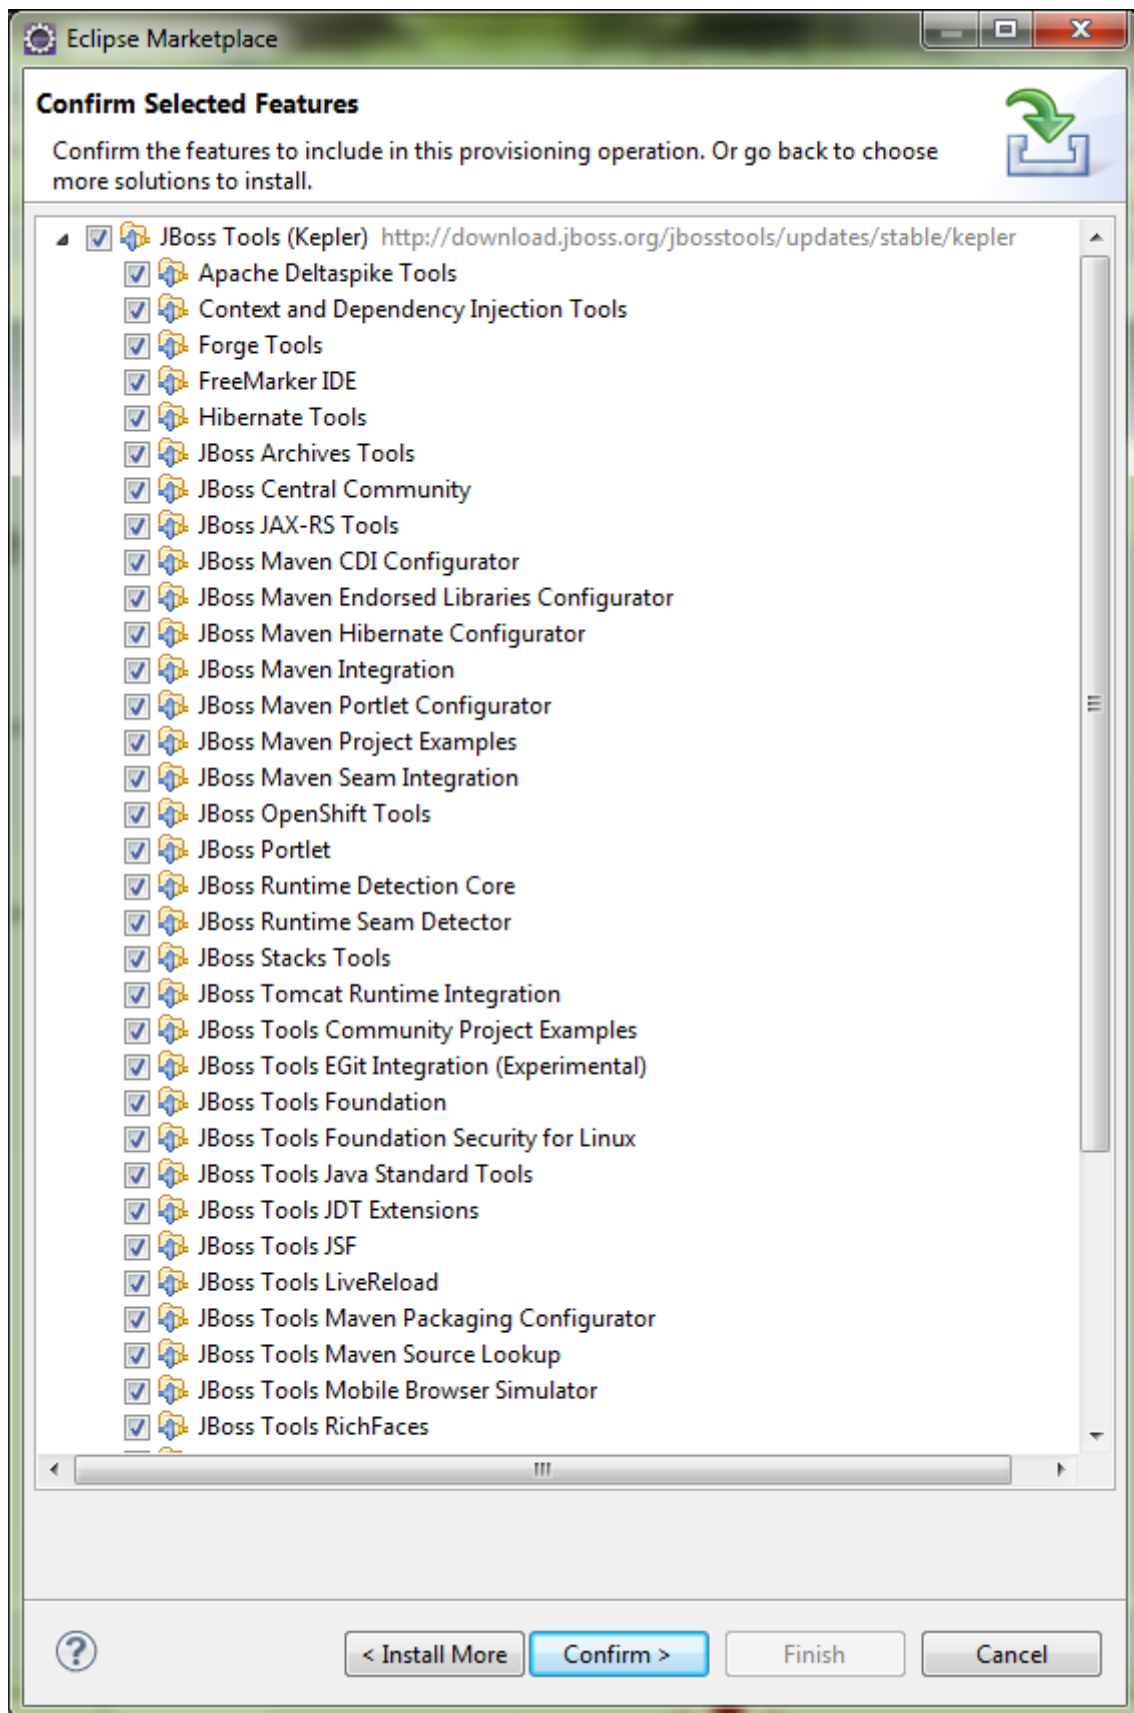 Eclipse Marketplace
Confirm Selected Features
Confirm the features to include in this provisioning operation. Or go back to choose
more solutions to install.
JBoss Tools (Kepler) http://download.jboss.org/jbosstools/updates/stable/kepler
Apache Deltaspike Tools
Context and Dependency Injection Tools
Forge Tools
FreeMarker IDE
Hibernate Tools
JBoss Archives Tools
JBoss Central Community
JBoss JAX-RS Tools
JBoss Maven CDI Configurator
JBoss Maven Endorsed Libraries Configurator
JBoss Maven Hibernate Configurator
JBoss Maven Integration
JBoss Maven Portlet Configurator
JBoss Maven Project Examples
JBoss Maven Seam Integration
JBoss OpenShift Tools
JBoss Portlet
JBoss Runtime Detection Core
JBoss Runtime Seam Detector
JBoss Stacks Tools
JBoss Tomcat Runtime Integration
JBoss Tools Community Project Examples
JBoss Tools EGit Integration (Experimental)
JBoss Tools Foundation
JBoss Tools Foundation Security for Linux
JBoss Tools Java Standard Tools
JBoss Tools JDT Extensions
JBoss Tools JSF
JBoss Tools LiveReload
JBoss Tools Maven Packaging Configurator
JBoss Tools Maven Source Lookup
JBoss Tools Mobile Browser Simulator
JBoss Tools RichFaces
? < Install More Confirm > Finish Cancel